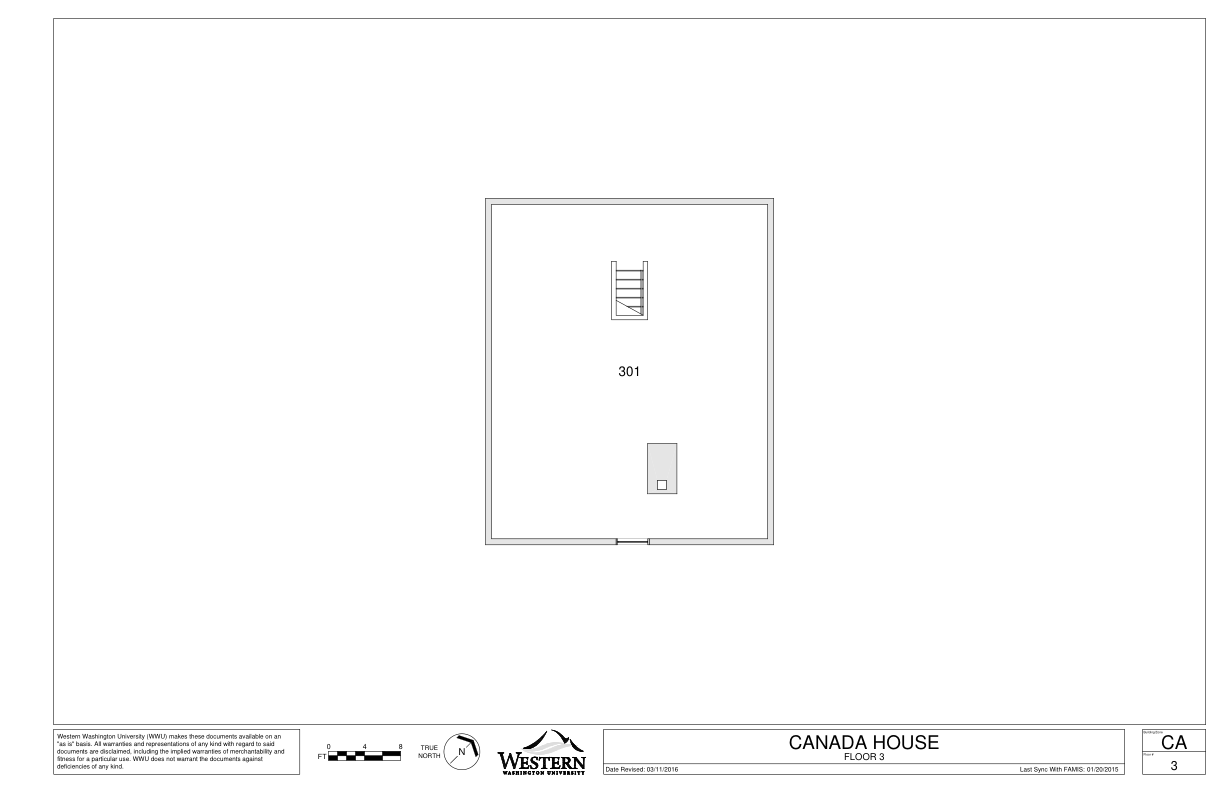 301
Western Washington University (WWU) makes these documents available on an
"as is" basis. All warranties and representations of any kind with regard to said
documents are disclaimed, including the implied warranties of merchantability and
fitness for a particular use. WWU does not warrant the documents against
deficiencies of any kind.
0 4 8
FT
TRUE
NORTH
N
WESTERN
WASHINGTON UNIVERSITY
CANADA HOUSE
FLOOR 3
Date Revised: 03/11/2016
Last Sync With FAMIS: 01/20/2015
CA
3